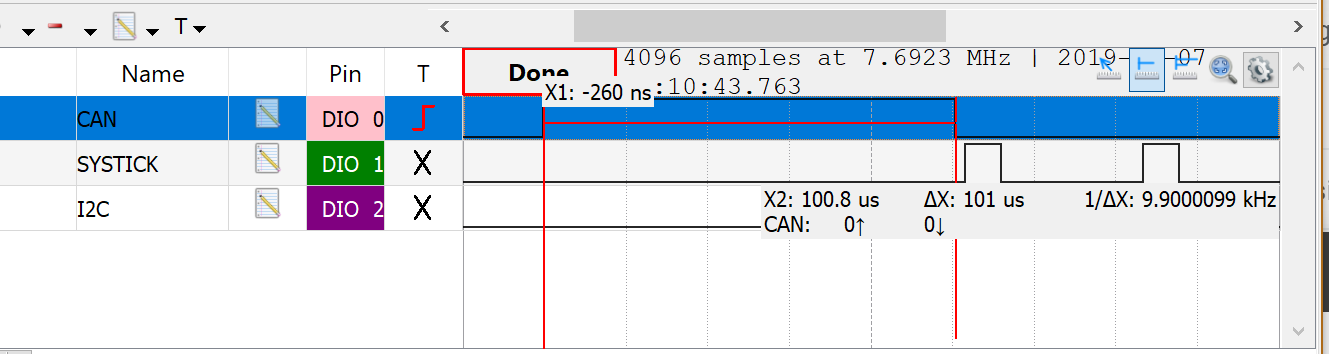 T
Name Pin T
Done
4096 samples at 7.6923 MHz | 2019- -07
:10:43.763
X1: -260 ns
CAN DIO 0
SYSTICK DIO 1 X
I2C DIO 2 X
X2: 100.8 us ΔX: 101 us 1/ΔX: 9.9000099 kHz
CAN: 0↑ 0↓